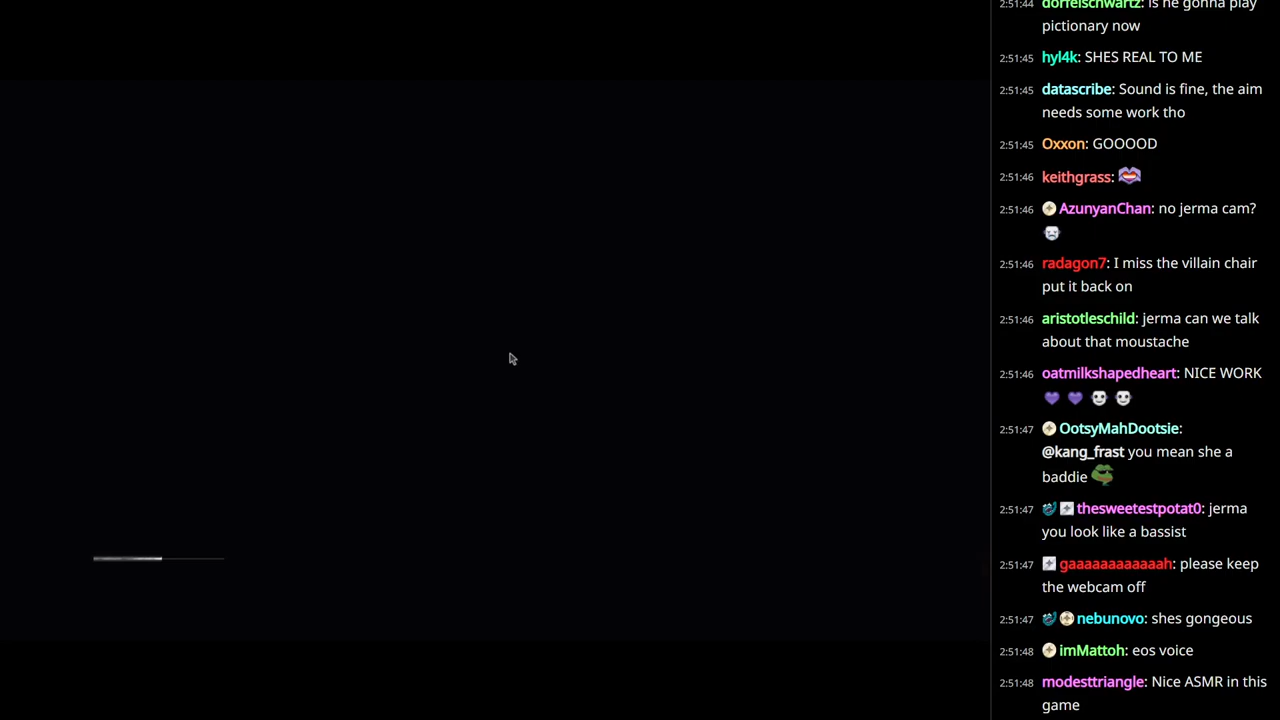 2:51:44 dorfelschwartz: is he gonna play
pictionary now
2:51:45 hyl4k: SHES REAL TO ME
2:51:45 datascribe: Sound is fine, the aim
needs some work tho
2:51:45 Oxxon: GOOOOD
2:51:46 keithgrass:
2:51:46 AzunyanChan: no jerma cam?
2:51:46 radagon7: I miss the villain chair
put it back on
2:51:46 aristotleschild: jerma can we talk
about that moustache
2:51:46 oatmilkshapedheart: NICE WORK
2:51:47 OotsyMahDootsie:
@kang_frast you mean she a
baddie
2:51:47 thesweetestpotat0: jerma
you look like a bassist
2:51:47 gaaaaaaaaaaaah: please keep
the webcam off
2:51:47 nebunovo: shes gongeous
2:51:48 imMattoh: eos voice
2:51:48 modesttriangle: Nice ASMR in this
game